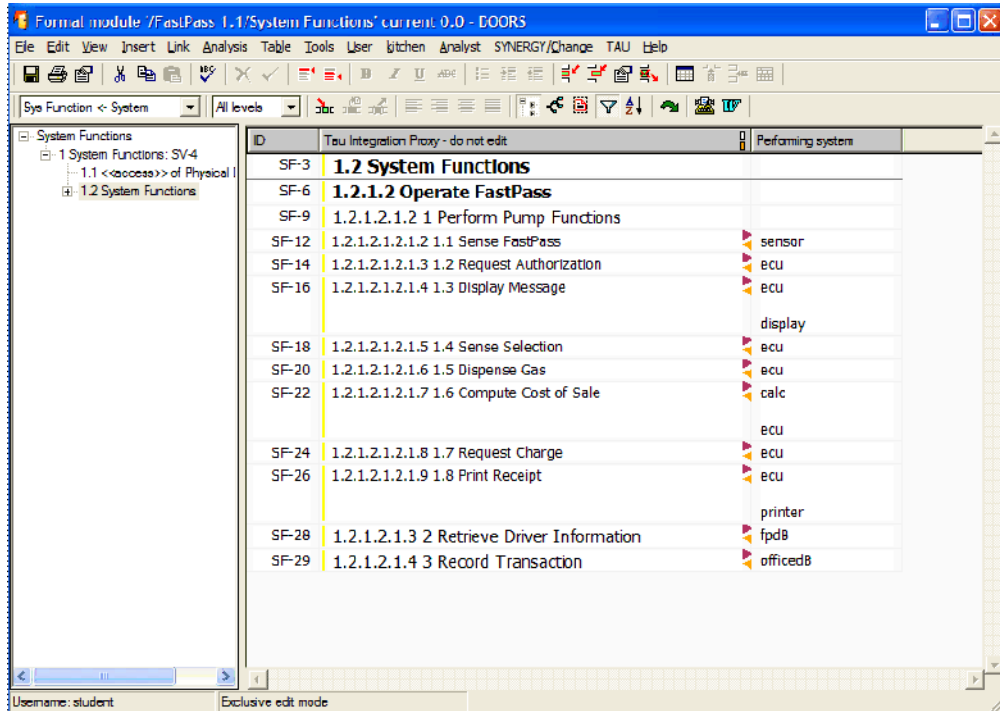 Formal module '/FastPass 1.1/System Functions' current 0.0 - DOORS
File Edit View Insert Link Analysis Table Tools User kitchen Analyst SYNERGY/Change TAU Help
Sys Function <- System All levels
System Functions
1 System Functions: SV-4
1.1 <<access>> of Physical I
1.2 System Functions
ID Tau Integration Proxy - do not edit Performing system
SF-3 1.2 System Functions
SF-6 1.2.1.2 Operate FastPass
SF-9 1.2.1.2.1.2 1 Perform Pump Functions
SF-12 1.2.1.2.1.2.1.2 1.1 Sense FastPass sensor
SF-14 1.2.1.2.1.2.1.3 1.2 Request Authorization ecu
SF-16 1.2.1.2.1.2.1.4 1.3 Display Message ecu
display
SF-18 1.2.1.2.1.2.1.5 1.4 Sense Selection ecu
SF-20 1.2.1.2.1.2.1.6 1.5 Dispense Gas ecu
SF-22 1.2.1.2.1.2.1.7 1.6 Compute Cost of Sale calc
ecu
SF-24 1.2.1.2.1.2.1.8 1.7 Request Charge ecu
SF-26 1.2.1.2.1.2.1.9 1.8 Print Receipt ecu
printer
SF-28 1.2.1.2.1.3 2 Retrieve Driver Information fpdB
SF-29 1.2.1.2.1.4 3 Record Transaction officedB
Username: student Exclusive edit mode